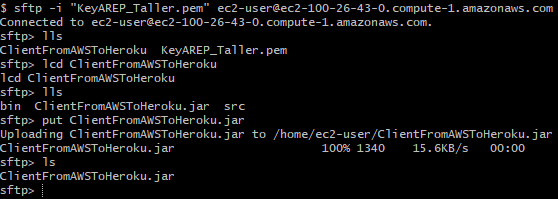 $ sftp -i "KeyAREP_Taller.pem" ec2-user@ec2-100-26-43-0.compute-1.amazonaws.com
Connected to ec2-user@ec2-100-26-43-0.compute-1.amazonaws.com.
sftp> lls
ClientFromAWSToHeroku  KeyAREP_Taller.pem
sftp> lcd ClientFromAWSToHeroku
lcd ClientFromAWSToHeroku
sftp> lls
bin  ClientFromAWSToHeroku.jar  src
sftp> put ClientFromAWSToHeroku.jar
Uploading ClientFromAWSToHeroku.jar to /home/ec2-user/ClientFromAWSToHeroku.jar
ClientFromAWSToHeroku.jar 100% 1340 15.6KB/s 00:00
sftp> ls
ClientFromAWSToHeroku.jar
sftp>